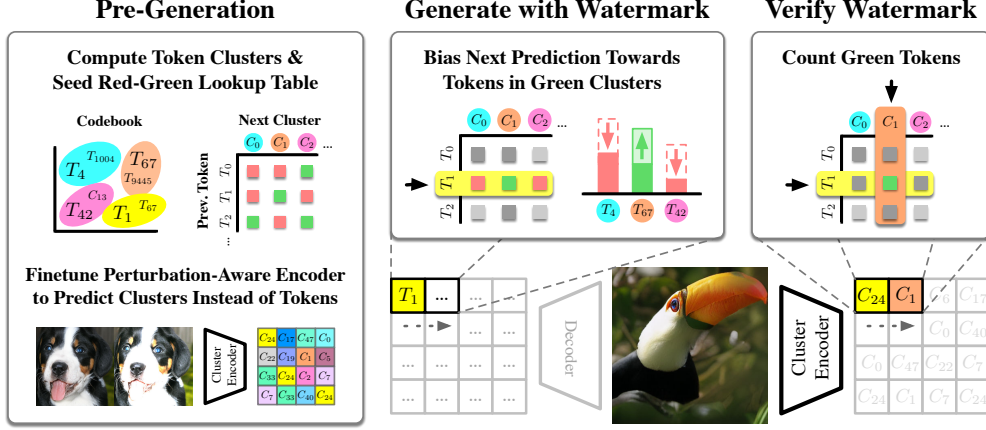 Pre-Generation
Compute Token Clusters &
Seed Red-Green Lookup Table
Codebook
T4 T1004
T67
T9445
C13
T42
T1 T67
Next Cluster
C0 C1 C2 ...
Prev. Token
T0
T1
T2
...
Finetune Perturbation-Aware Encoder
to Predict Clusters Instead of Tokens
Cluster
Encoder
C24 C17 C47 C0
C22 C19 C1 C5
C33 C24 C2 C7
C7 C33 C40 C24
Generate with Watermark
Bias Next Prediction Towards
Tokens in Green Clusters
C0 C1 C2 ...
T0
T1
T2
T4 T67 T42
T1 ... ... ...
... ...
... ... ... ...
... ... ... ...
Decoder
Verify Watermark
Count Green Tokens
C0 C1 C2 ...
T0
T1
T2
Cluster
Encoder
C24 C1 C6 C17
C0 C40
C0 C47 C22 C7
C24 C1 C7 C24